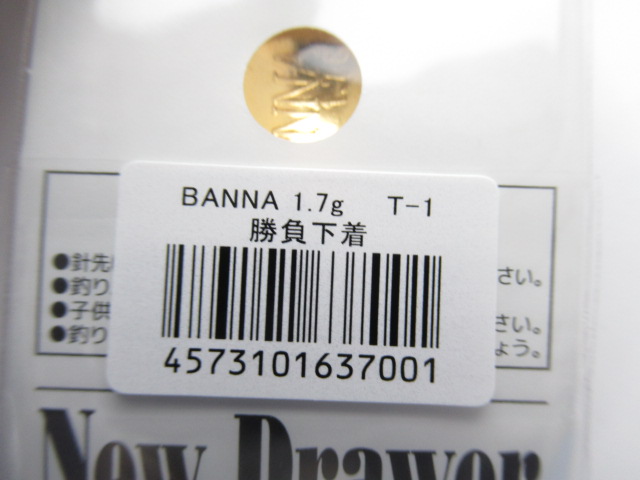 BANNA 1.7g T-1
勝負下着
4573101637001
●針先
さい。
●釣り
●子供
さい。
●釣り
ょう。
New Drawer